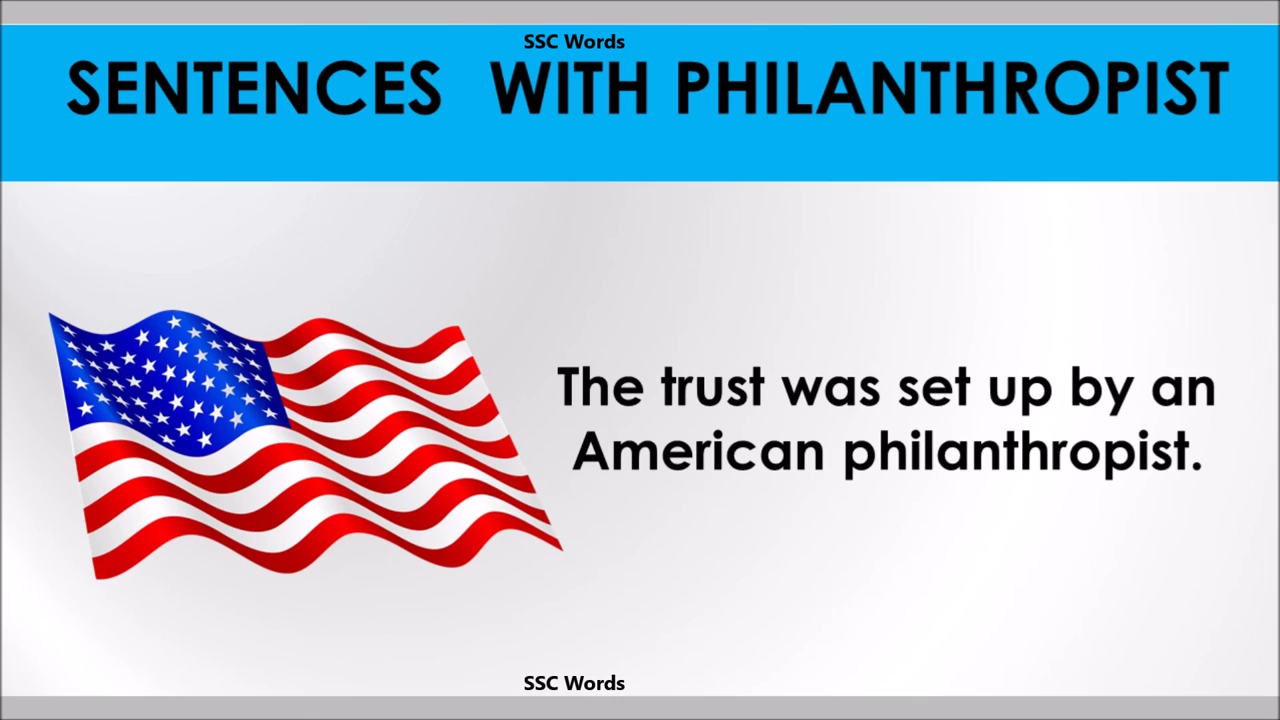 SSC Words
SENTENCES WITH PHILANTHROPIST
The trust was set up by an
American philanthropist.
SSC Words